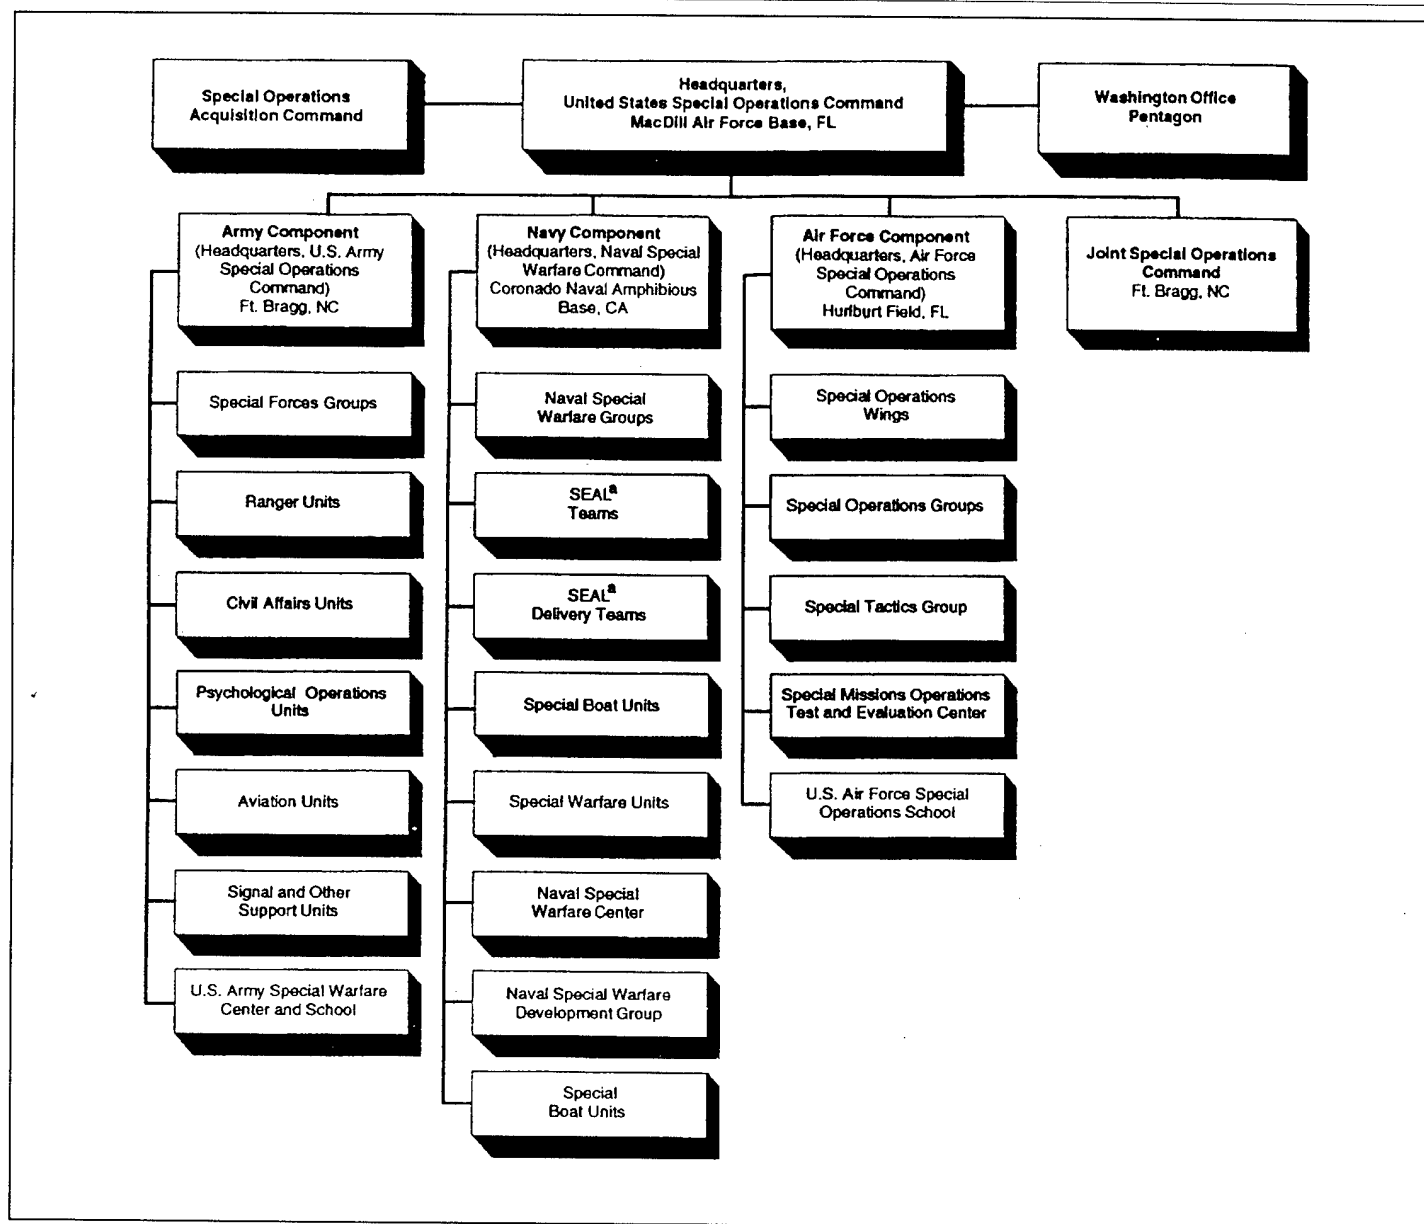 Special Operations
Acquisition Command
Headquarters,
United States Special Operations Command
MacDill Air Force Base, FL
Washington Office
Pentagon
Army Component
(Headquarters, U.S. Army
Special Operations
Command)
Ft. Bragg, NC
Navy Component
(Headquarters, Naval Special
Warfare Command)
Coronado Naval Amphibious
Base, CA
Air Force Component
(Headquarters, Air Force
Special Operations
Command)
Hurlburt Field, FL
Joint Special Operations
Command
Ft. Bragg, NC
Special Forces Groups
Ranger Units
Civil Affairs Units
Psychological Operations
Units
Aviation Units
Signal and Other
Support Units
U.S. Army Special Warfare
Center and School
Naval Special
Warfare Groups
SEALa
Teams
SEALa
Delivery Teams
Special Boat Units
Special Warfare Units
Naval Special
Warfare Center
Naval Special Warfare
Development Group
Special
Boat Units
Special Operations
Wings
Special Operations Groups
Special Tactics Group
Special Missions Operations
Test and Evaluation Center
U.S. Air Force Special
Operations School